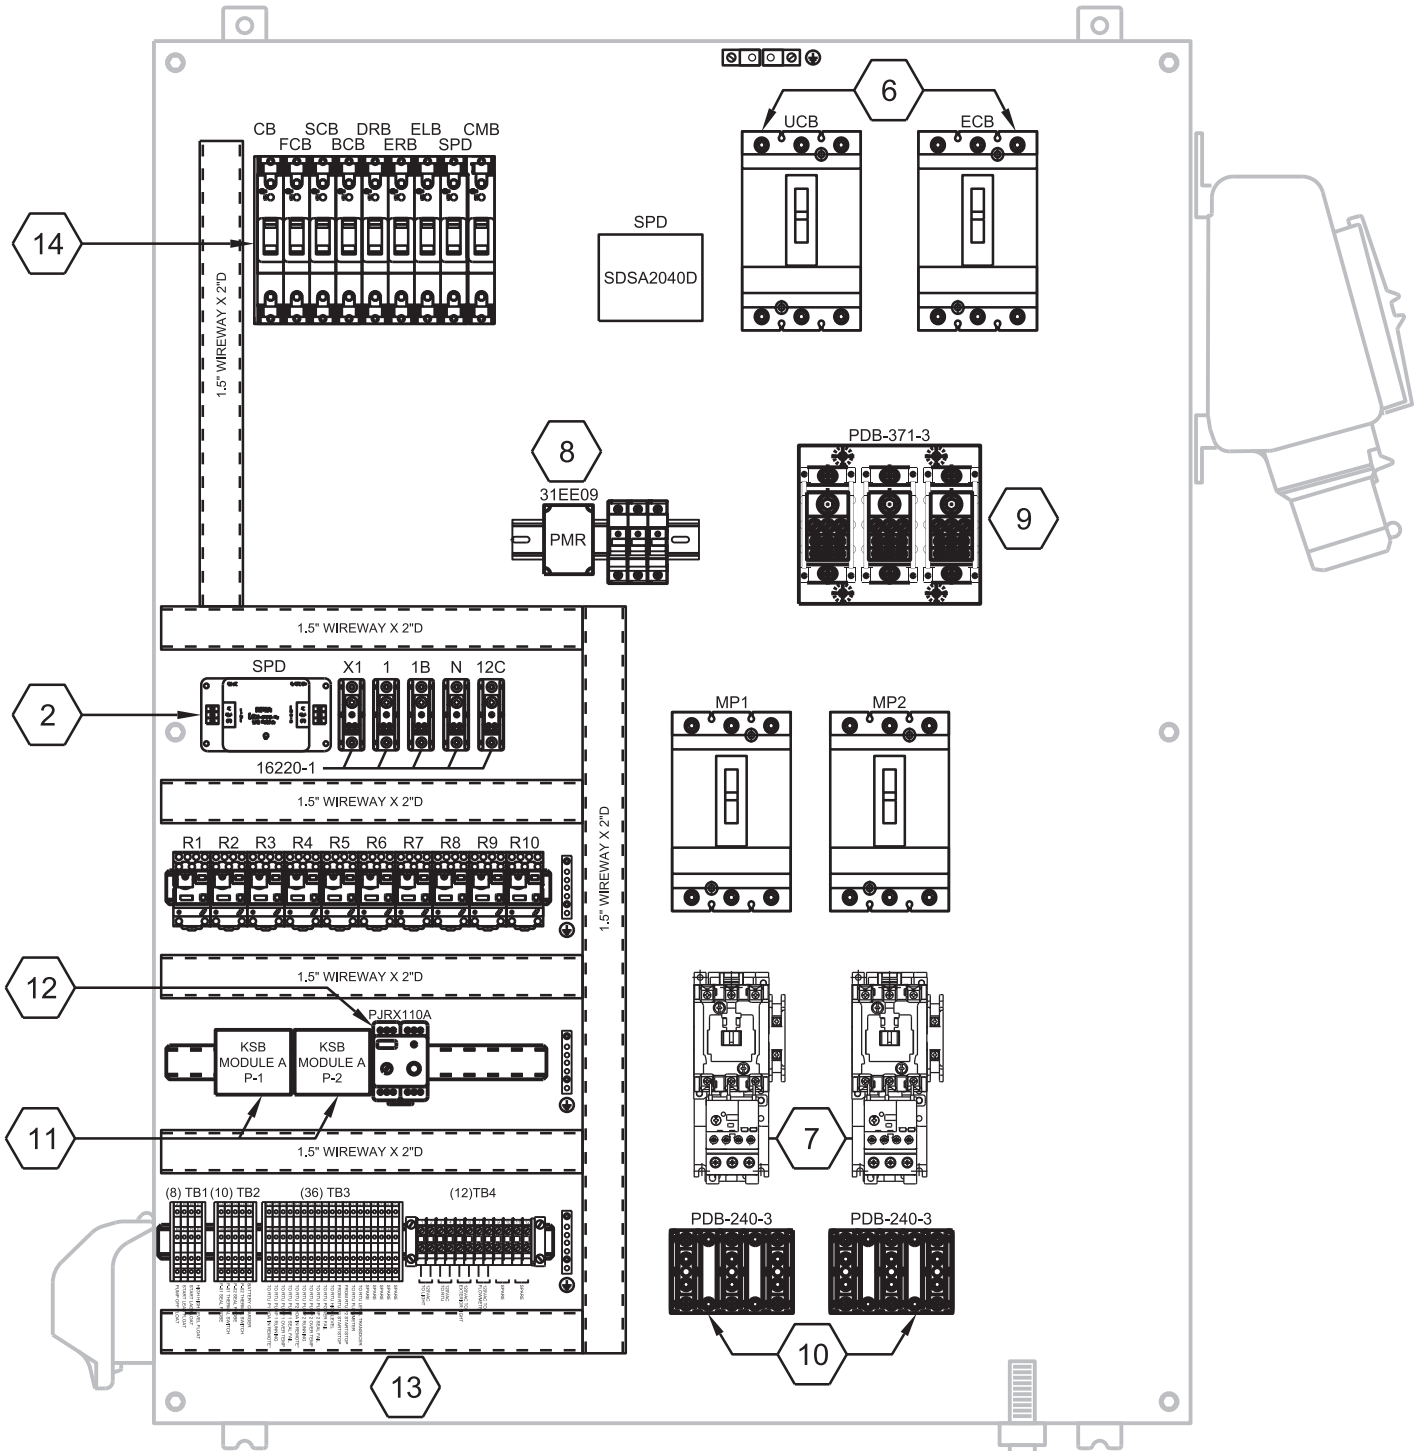 6
CB SCB DRB ELB CMB
FCB BCB ERB SPD
UCB ECB
14
SPD
SDSA2040D
1.5" WIREWAY X 2"D
8
31EE09
PMR
PDB-371-3
9
1.5" WIREWAY X 2"D
SPD X1 1 1B N 12C
2
16220-1
MP1 MP2
1.5" WIREWAY X 2"D
1.5" WIREWAY X 2"D
R1 R2 R3 R4 R5 R6 R7 R8 R9 R10
1.5" WIREWAY X 2"D
12
PJRX110A
KSB
MODULE A
P-1
KSB
MODULE A
P-2
11
7
1.5" WIREWAY X 2"D
(8) TB1 (10) TB2 (36) TB3 (12)TB4
PDB-240-3 PDB-240-3
10
13